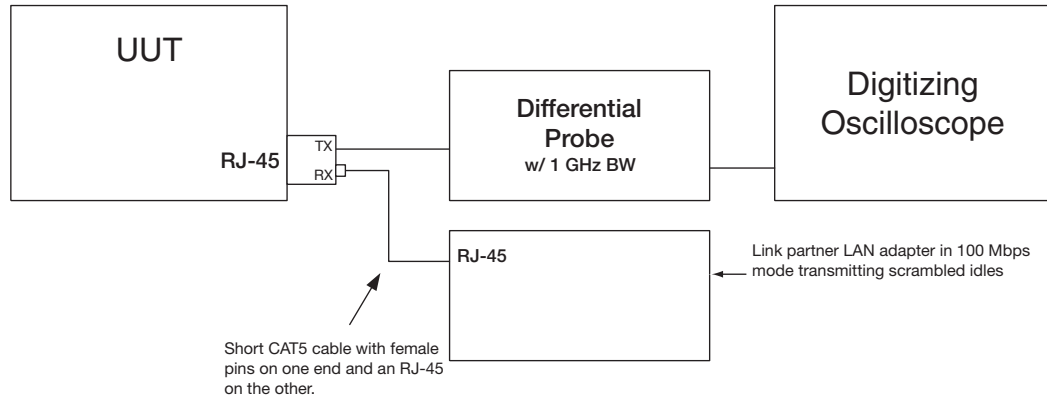 UUT
RJ-45
TX
RX
Differential
Probe
w/ 1 GHz BW
Digitizing
Oscilloscope
RJ-45
Link partner LAN adapter in 100 Mbps
mode transmitting scrambled idles
Short CAT5 cable with female
pins on one end and an RJ-45
on the other.